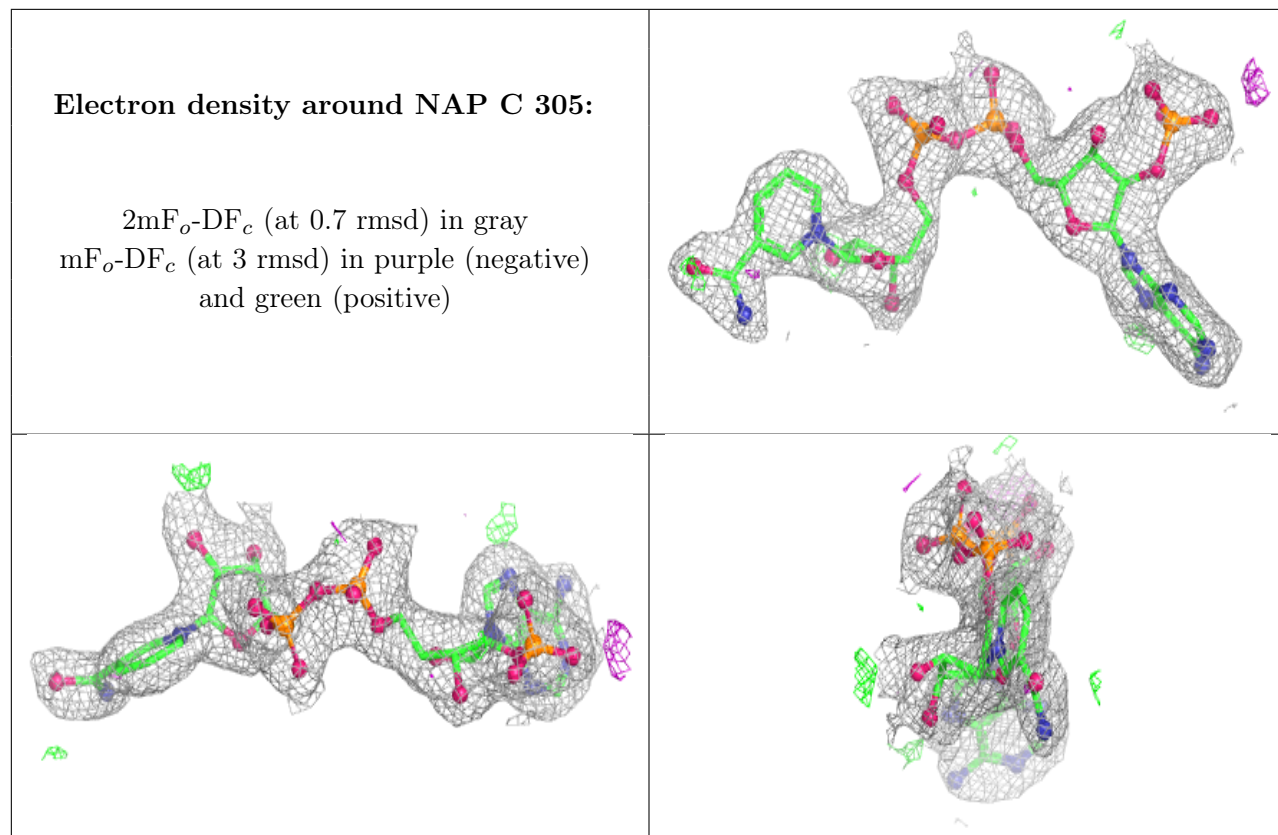 Electron density around NAP C 305:
2mFo-DFc (at 0.7 rmsd) in gray
mFo-DFc (at 3 rmsd) in purple (negative)
and green (positive)